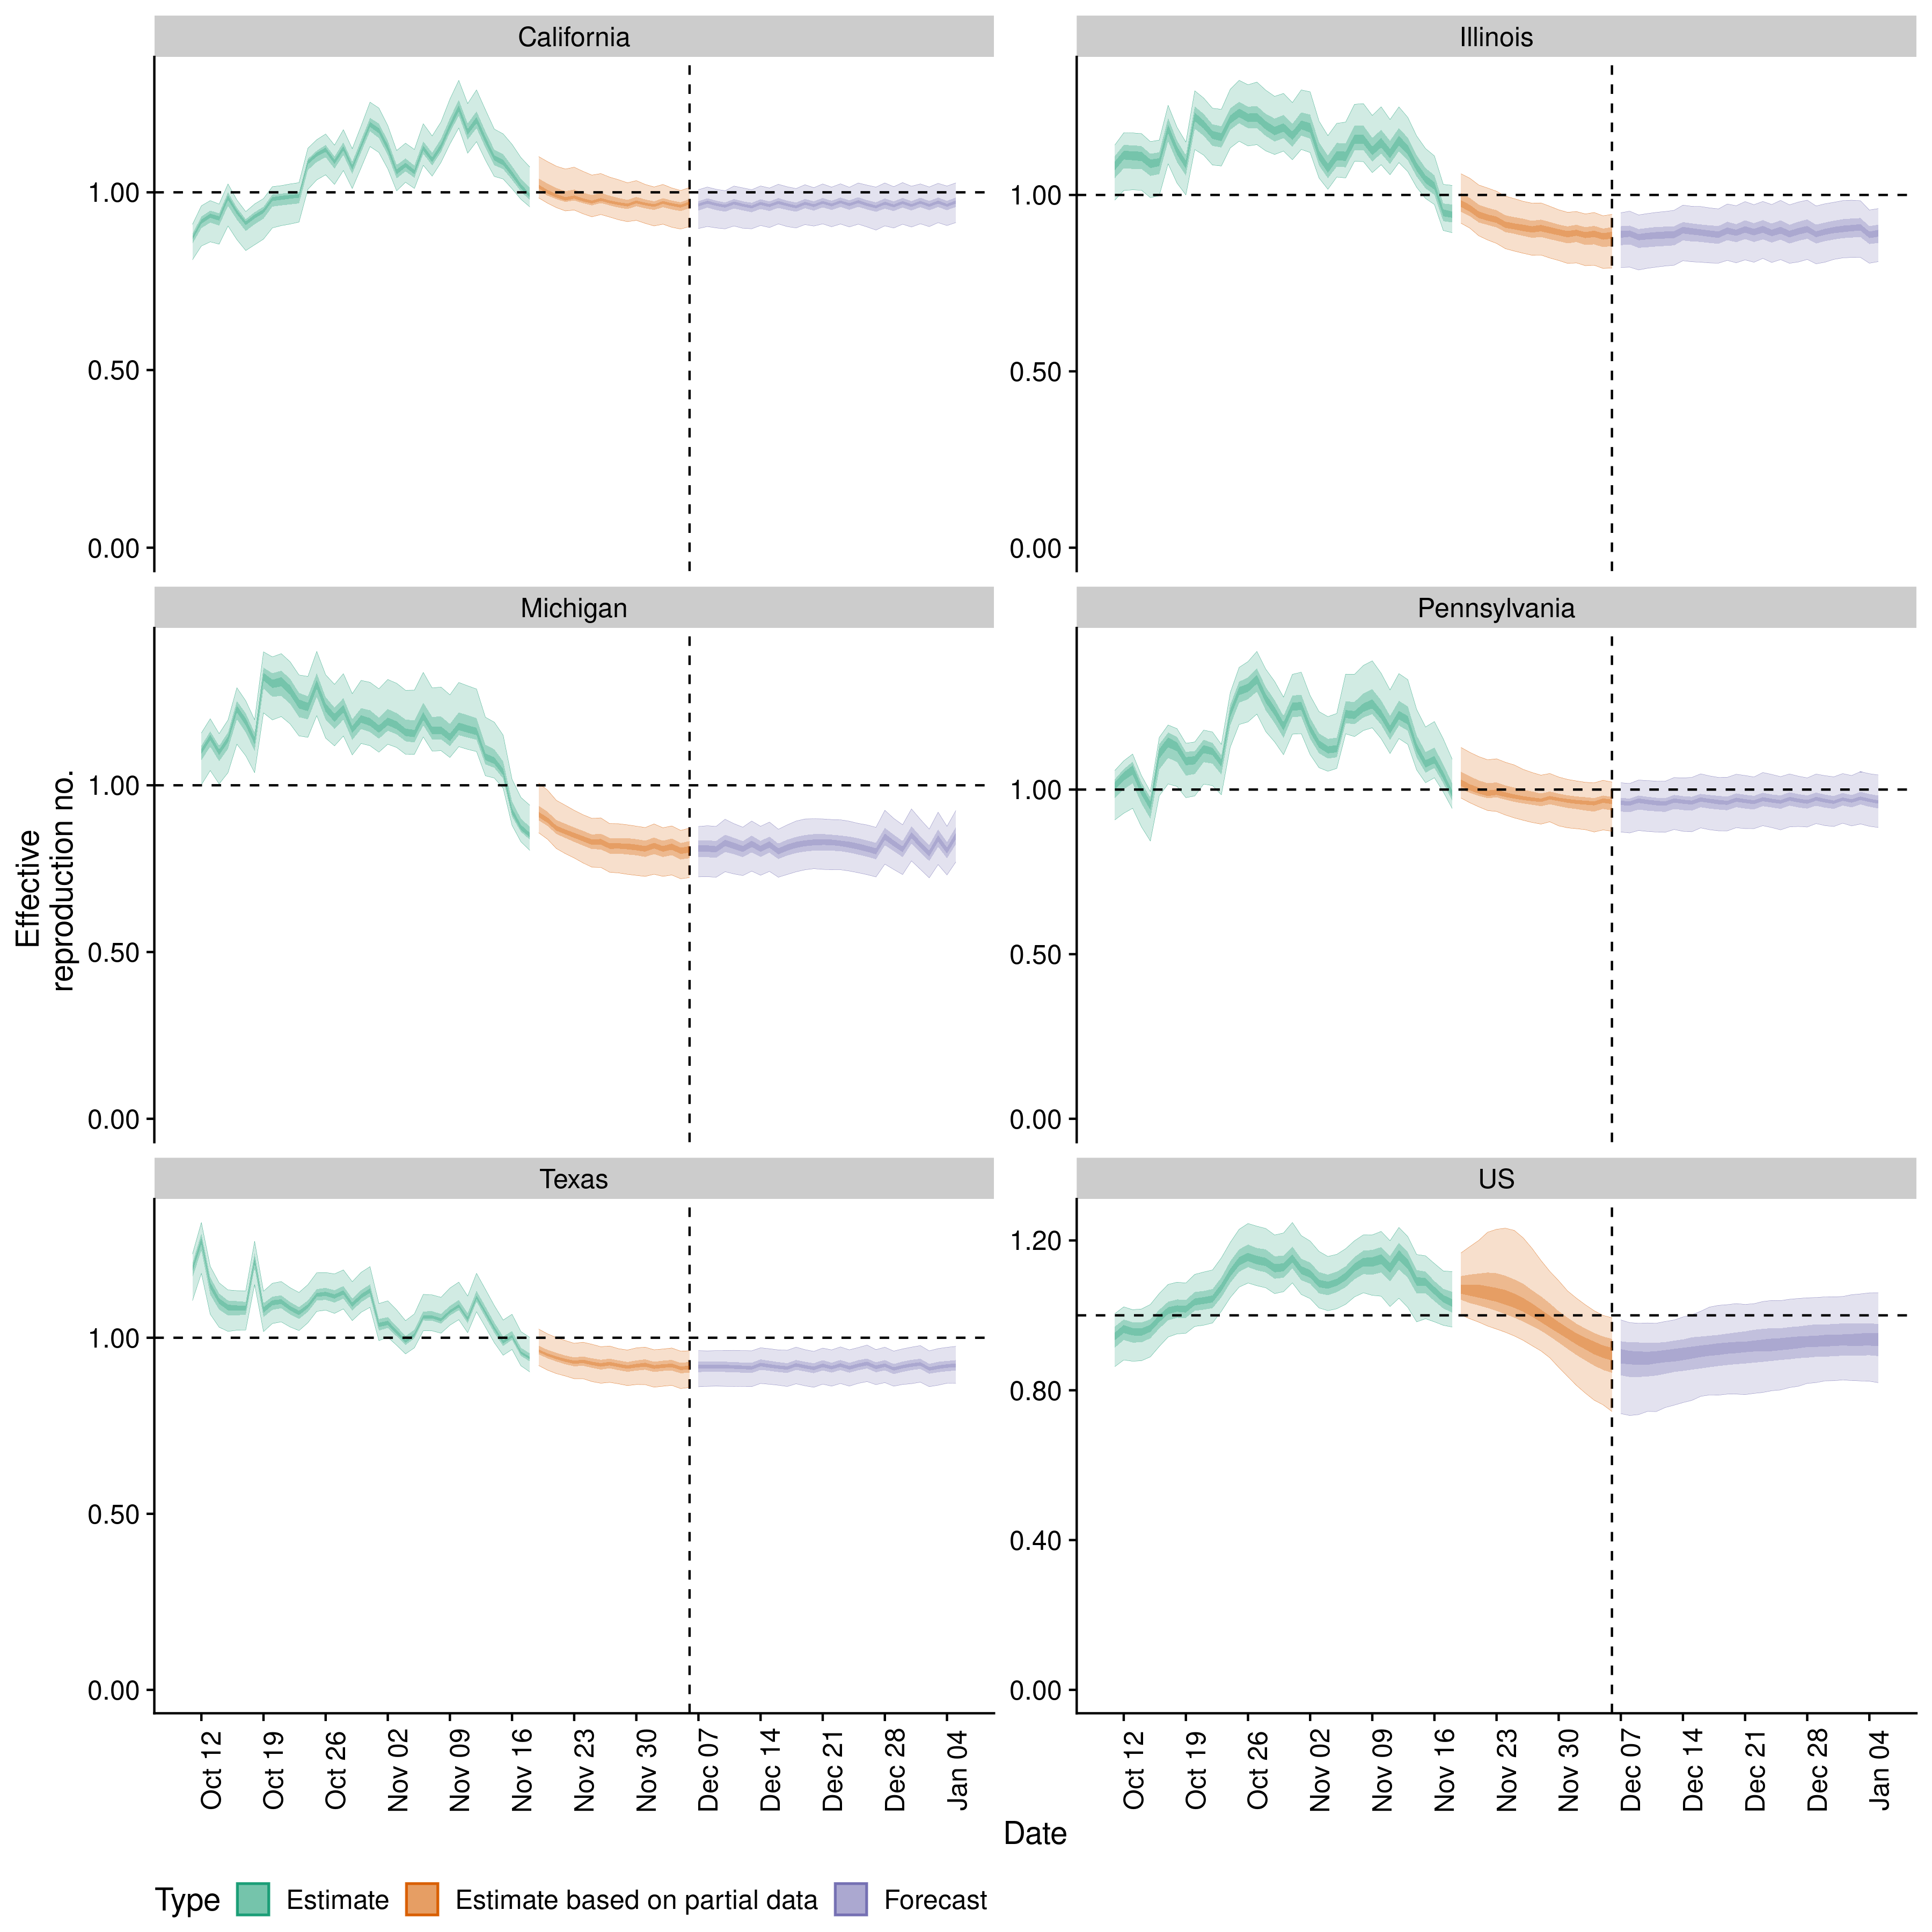 California
Illinois
1.00
0.50
0.00
1.00
0.50
0.00
Michigan
Pennsylvania
1.00
0.50
0.00
1.00
0.50
0.00
Texas
US
1.00
0.50
0.00
1.20
0.80
0.40
0.00
Effective
reproduction no.
Oct 12
Oct 19
Oct 26
Nov 02
Nov 09
Nov 16
Nov 23
Nov 30
Dec 07
Dec 14
Dec 21
Dec 28
Jan 04
Oct 12
Oct 19
Oct 26
Nov 02
Nov 09
Nov 16
Nov 23
Nov 30
Dec 07
Dec 14
Dec 21
Dec 28
Jan 04
Date
Type Estimate Estimate based on partial data Forecast